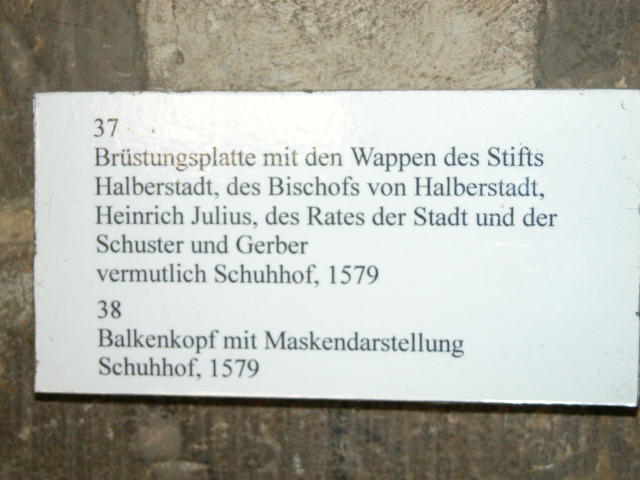 37
Brüstungsplatte mit den Wappen des Stifts
Halberstadt, des Bischofs von Halberstadt,
Heinrich Julius, des Rates der Stadt und der
Schuster und Gerber
vermutlich Schuhhof, 1579
38
Balkenkopf mit Maskendarstellung
Schuhhof, 1579